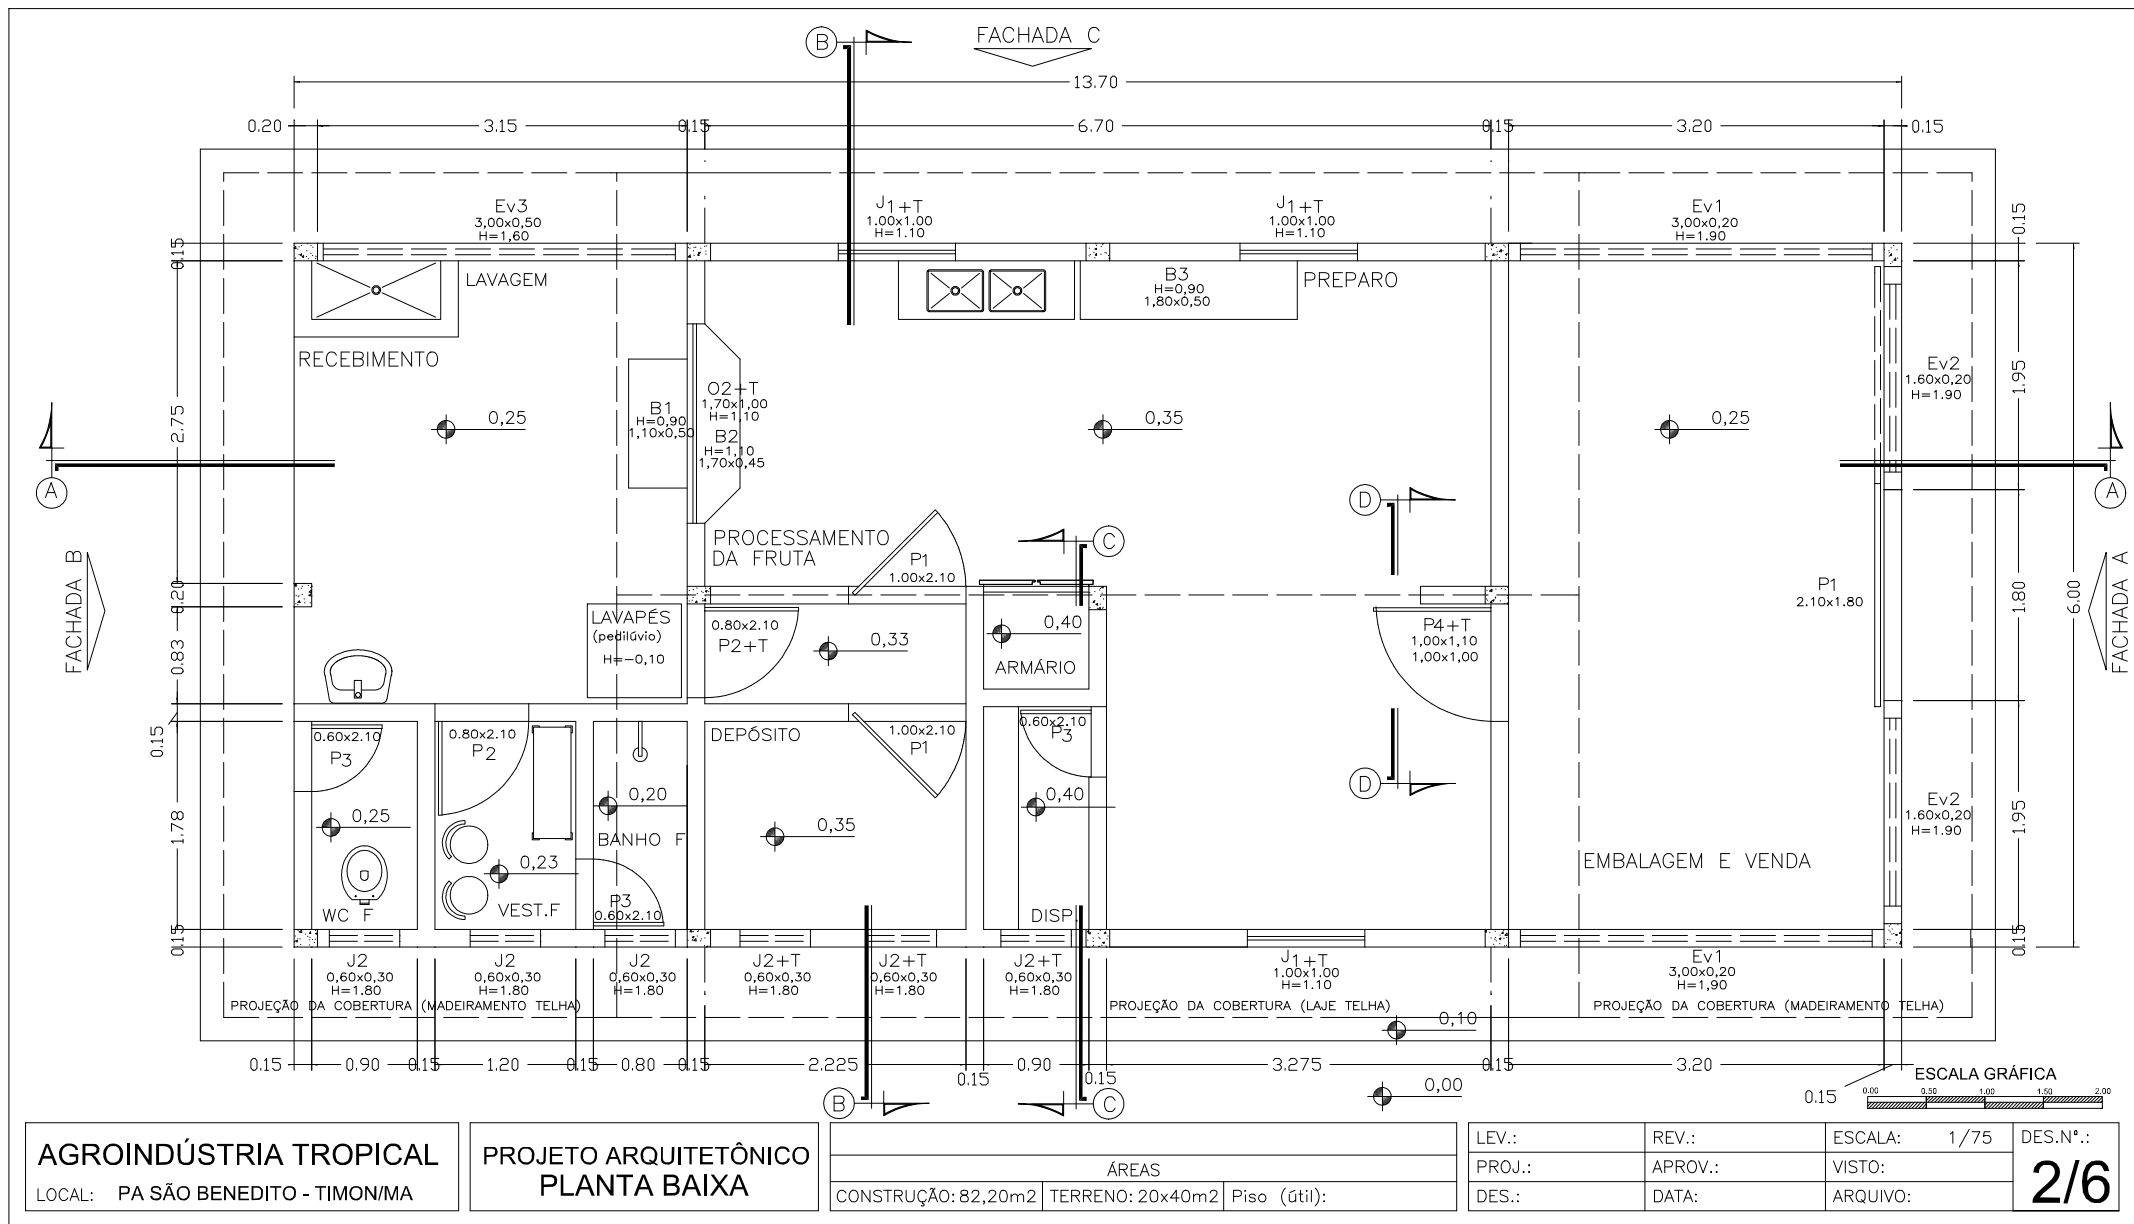 B
FACHADA C
13.70
0.20
3.15
0.15
6.70
0.15
3.20
0.15
Ev3
3,00x0,50
H=1,60
J1+T
1.00x1.00
H=1.10
J1+T
1.00x1.00
H=1.10
Ev1
3,00x0,20
H=1.90
0.15
0.15
LAVAGEM
B3
H=0,90
1,80x0,50
PREPARO
RECEBIMENTO
Ev2
1.60x0,20
H=1.90
1.95
O2+T
1,70x1,00
H=1,10
B1
H=0,90
1,10x0,50
B2
H=1,10
1,70x0,45
0,25
0,35
0,25
2.75
A
A
D
PROCESSAMENTO
DA FRUTA
C
P1
1.00x2.10
FACHADA B
0.20
LAVAPÉS
(pedilúvio)
H=-0,10
0.80x2.10
P2+T
0,33
0,40
ARMÁRIO
P4+T
1,00x1,10
1,00x1,00
P1
2.10x1.80
1.80
6.00
FACHADA A
0.83
0.15
0.60x2.10
P3
0.80x2.10
P2
DEPÓSITO
1.00x2.10
P1
0.60x2.10
P3
D
0,25
0,20
0,40
1.78
BANHO F
0,35
Ev2
1.60x0,20
H=1.90
1.95
0,23
EMBALAGEM E VENDA
WC F
VEST.F
P3
0.60x2.10
DISP.
0.15
0.15
J2
0,60x0,30
H=1.80
J2
0,60x0,30
H=1.80
J2
0,60x0,30
H=1.80
J2+T
0,60x0,30
H=1.80
J2+T
0,60x0,30
H=1.80
J2+T
0,60x0,30
H=1.80
J1+T
1.00x1.00
H=1.10
Ev1
3,00x0,20
H=1,90
PROJEÇÃO DA COBERTURA (MADEIRAMENTO TELHA)
PROJEÇÃO DA COBERTURA (LAJE TELHA)
PROJEÇÃO DA COBERTURA (MADEIRAMENTO TELHA)
0,10
0.15
0.90
0.15
1.20
0.15
0.80
0.15
2.225
0.15
0.90
0.15
3.275
0.15
3.20
0.15
0,00
B
C
ESCALA GRÁFICA
0.00 0.50 1.00 1.50 2.00
AGROINDÚSTRIA TROPICAL
LOCAL: PA SÃO BENEDITO - TIMON/MA
PROJETO ARQUITETÔNICO
PLANTA BAIXA
ÁREAS
CONSTRUÇÃO: 82,20m2 TERRENO: 20x40m2 Piso (útil):
LEV.: REV.: ESCALA: 1/75 DES.Nº.:
PROJ.: APROV.: VISTO:
DES.: DATA: ARQUIVO:
2/6